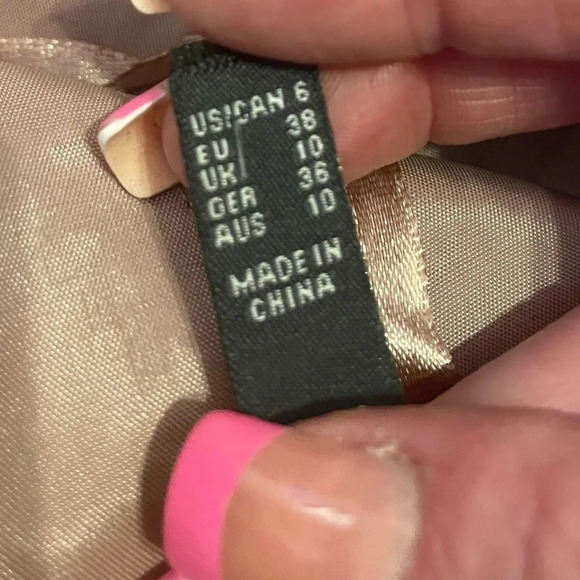 US/CAN 6
EU 38
UK 10
GER 36
AUS 10
MADE IN
CHINA